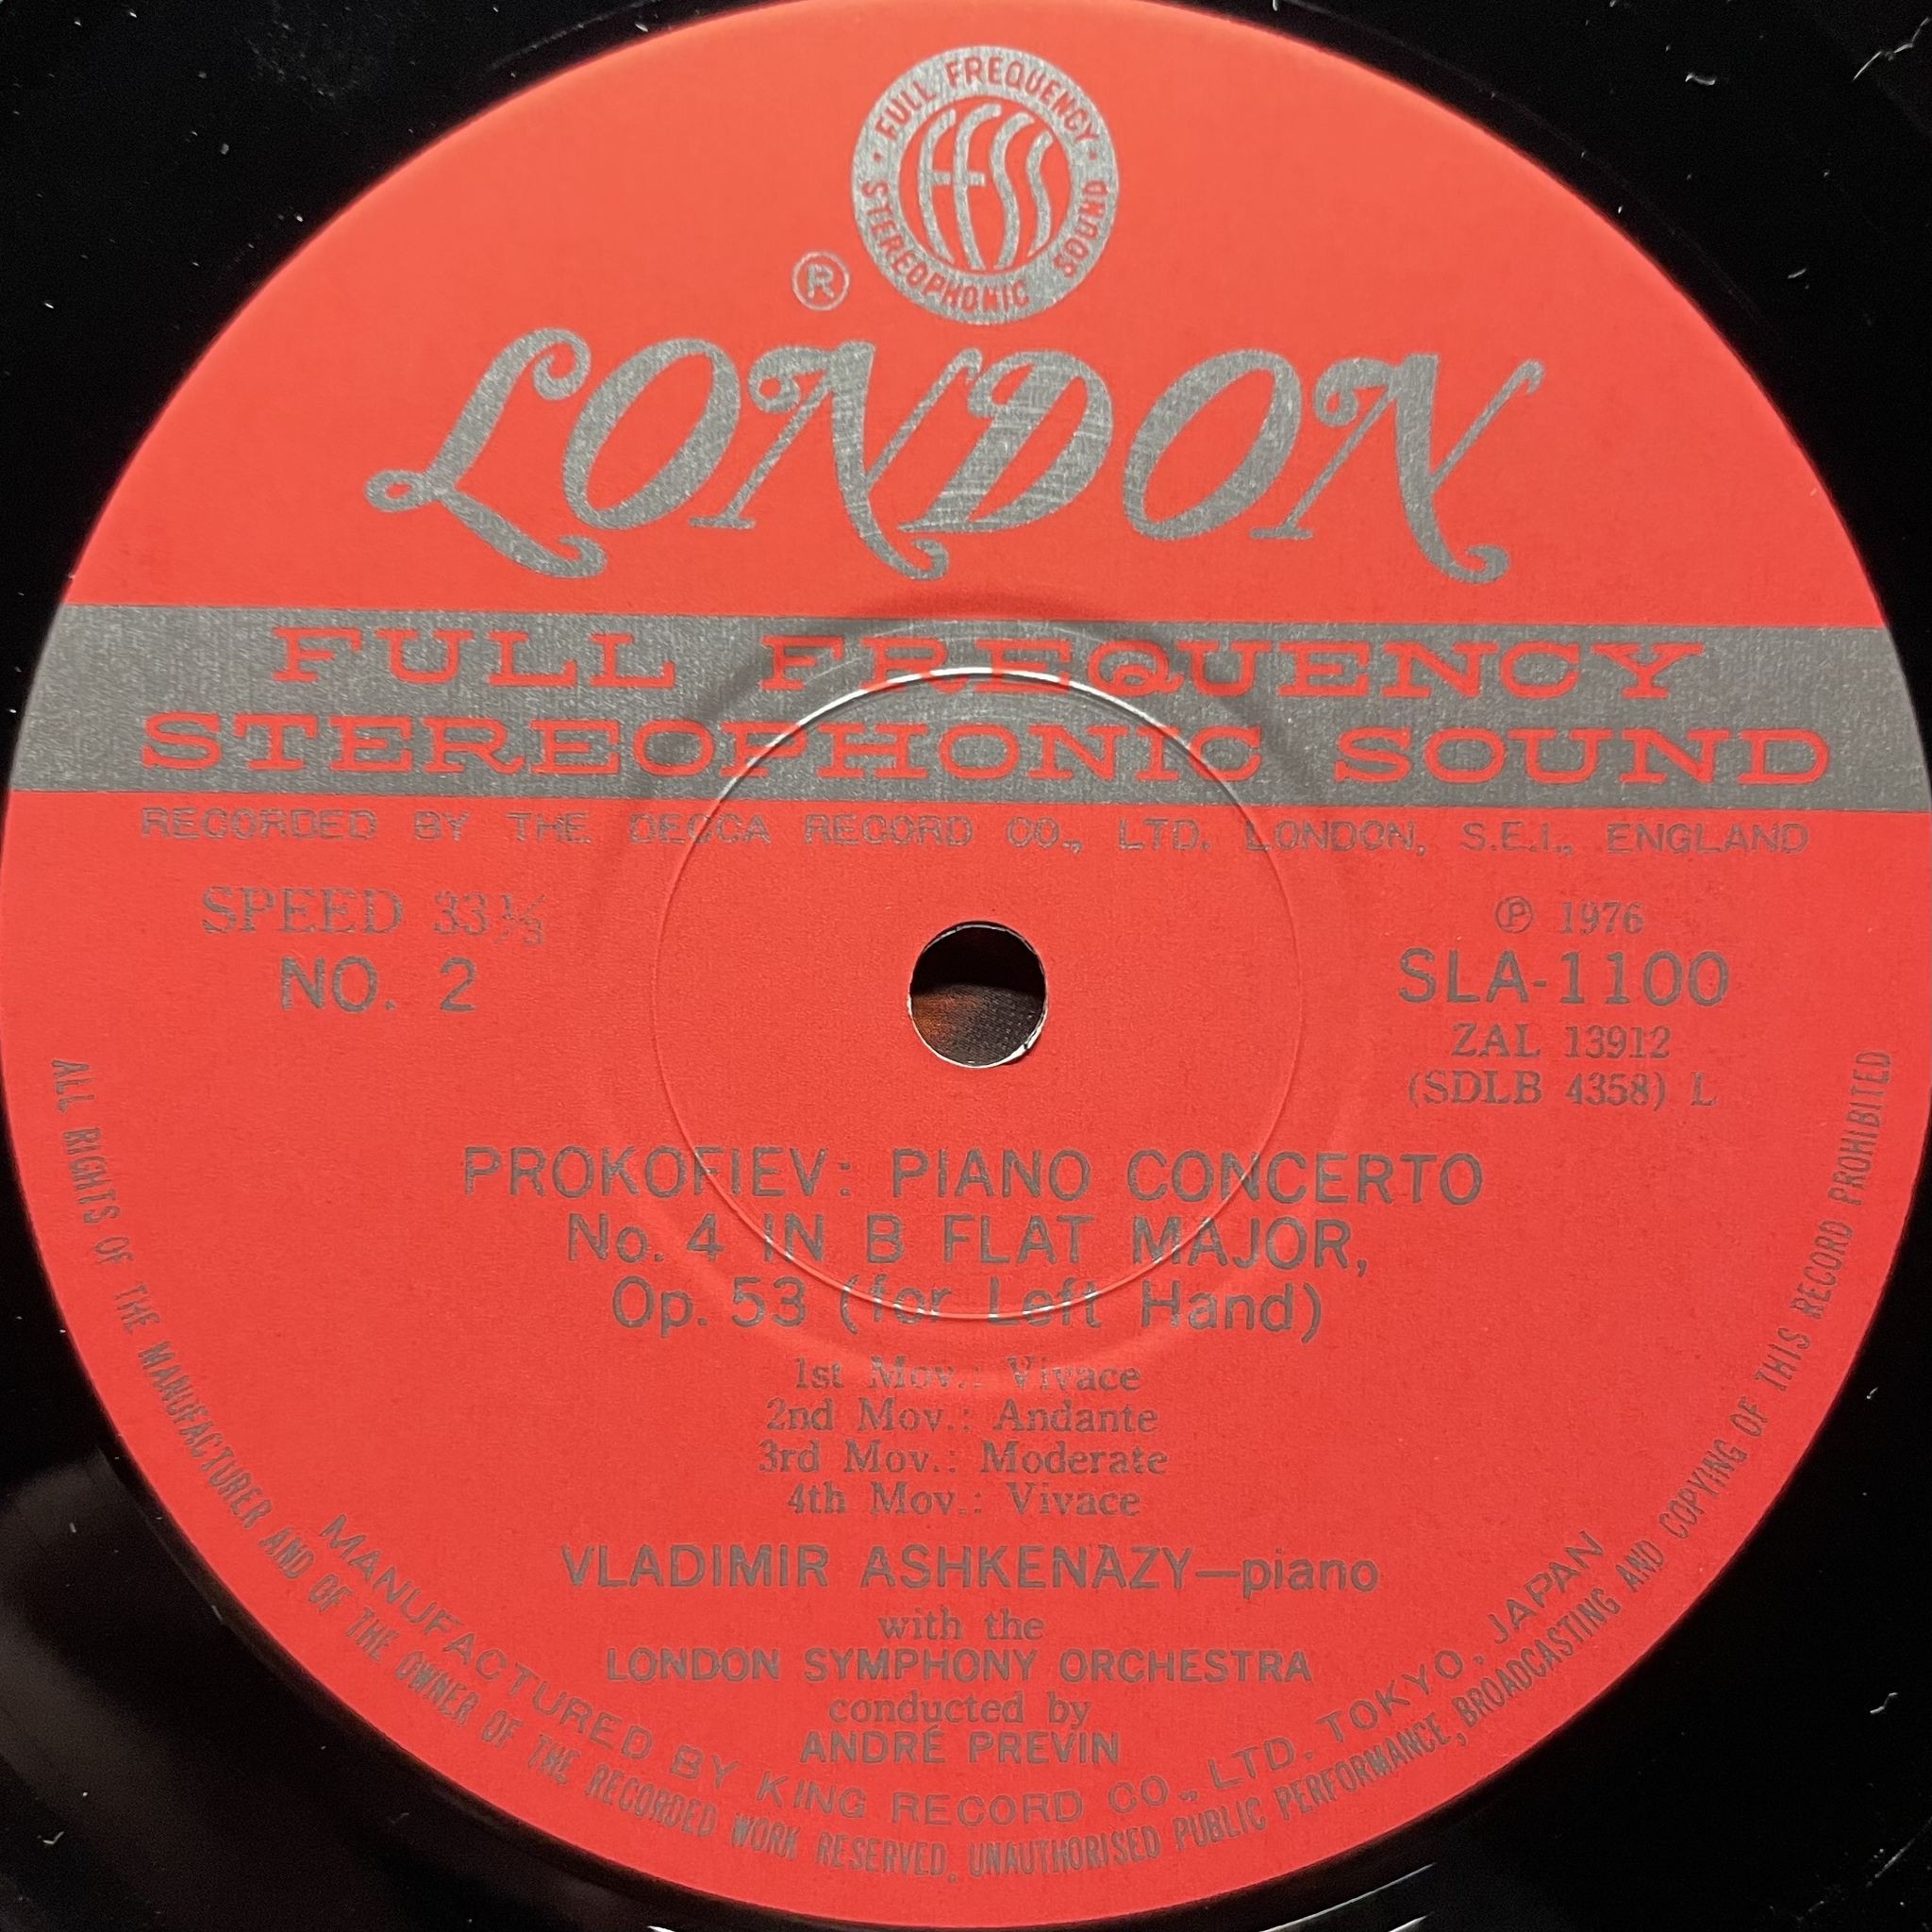 FULL FREQUENCY
STEREOPHONIC SOUND
FFSS
®
LONDON
FULL FREQUENCY
STEREOPHONIC SOUND
RECORDED BY THE DECCA RECORD CO., LTD. LONDON, S.E.I., ENGLAND
SPEED 33⅓
NO. 2
℗ 1976
SLA-1100
ZAL 13912
(SDLB 4358) L
PROKOFIEV: PIANO CONCERTO
No. 4 IN B FLAT MAJOR,
Op. 53 (for Left Hand)
1st Mov.: Vivace
2nd Mov.: Andante
3rd Mov.: Moderate
4th Mov.: Vivace
VLADIMIR ASHKENAZY—piano
with the
LONDON SYMPHONY ORCHESTRA
conducted by
ANDRÉ PREVIN
MANUFACTURED BY KING RECORD CO., LTD. TOKYO, JAPAN
ALL RIGHTS OF THE MANUFACTURER AND OF THE OWNER OF THE RECORDED WORK RESERVED, UNAUTHORISED PUBLIC PERFORMANCE, BROADCASTING AND COPYING OF THIS RECORD PROHIBITED